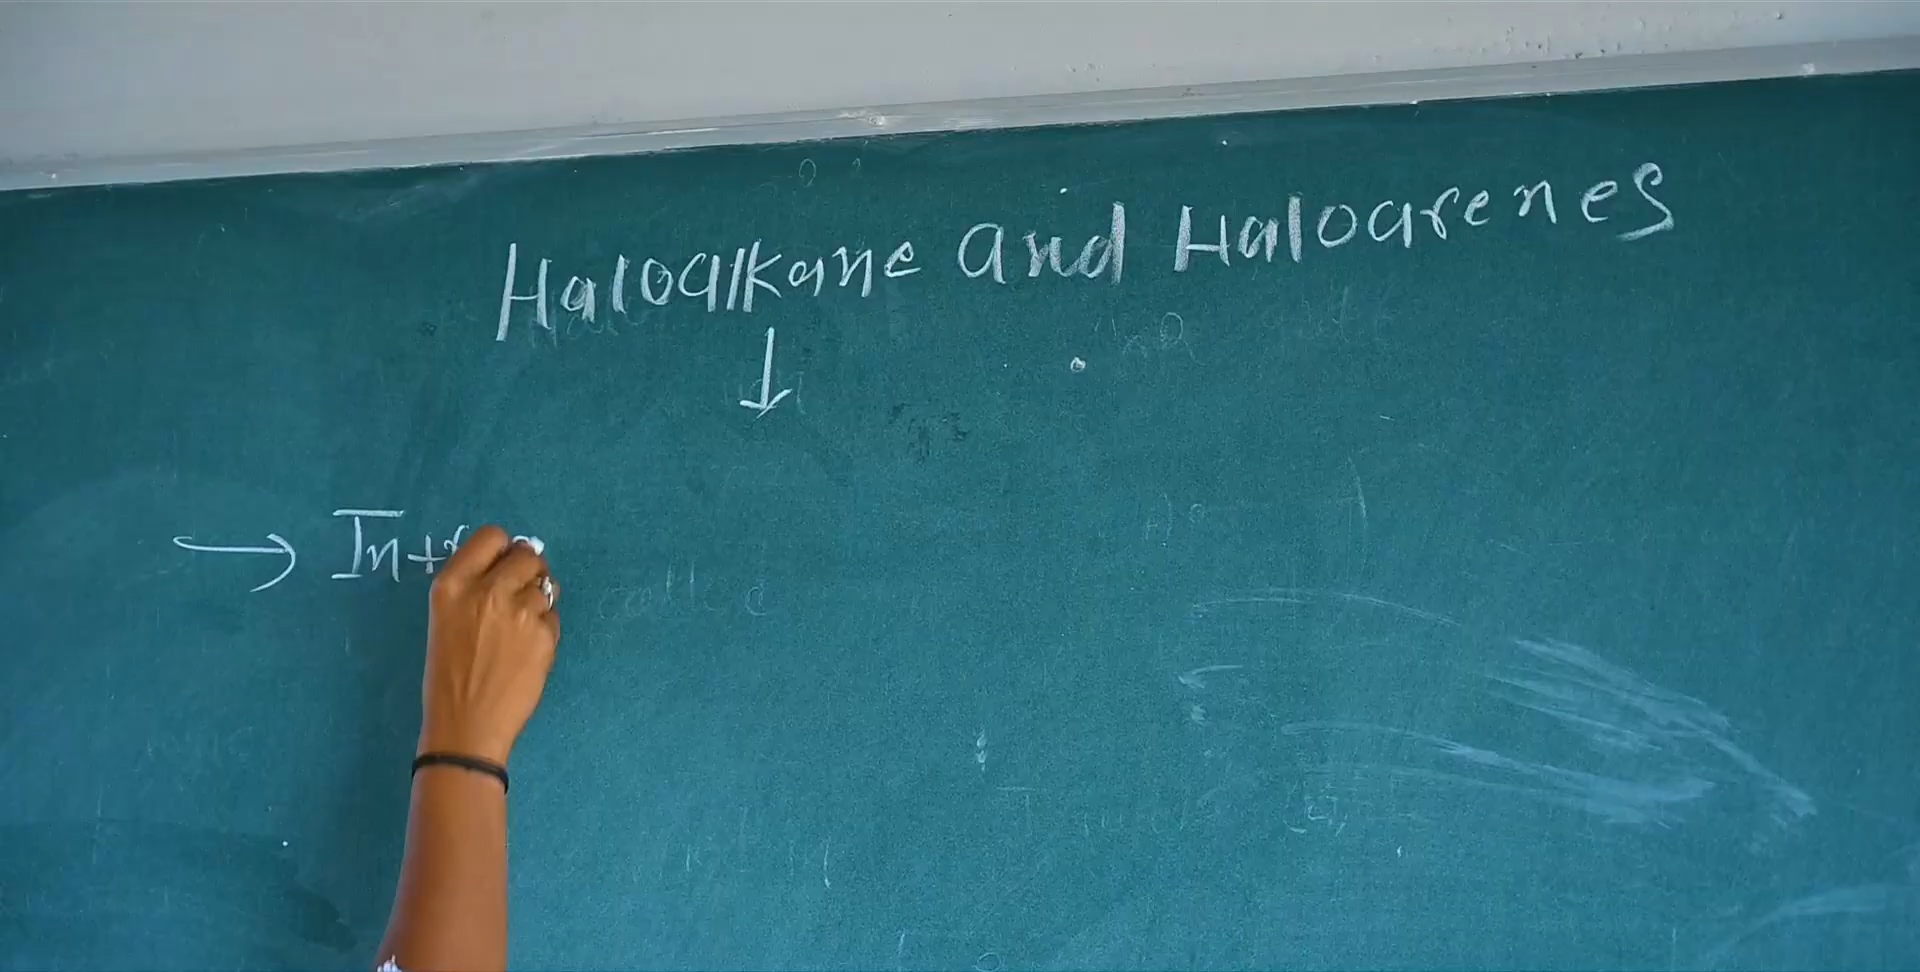 Haloalkane and Haloarenes
↓
→ Intr